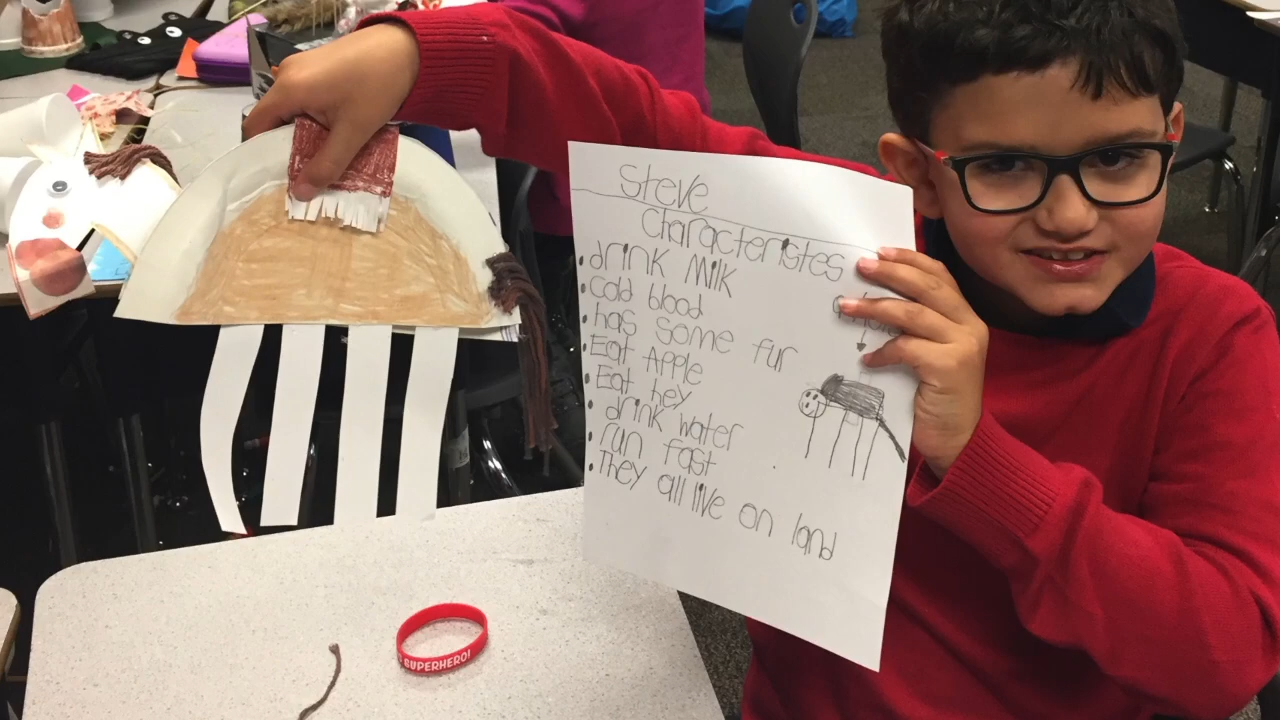 Steve
characteristes
• drink Milk
• Cold blood
• has some fur
• Eat Apple
• Eat hey
• drink water
• run fast
• They all live on land
SUPERHERO!